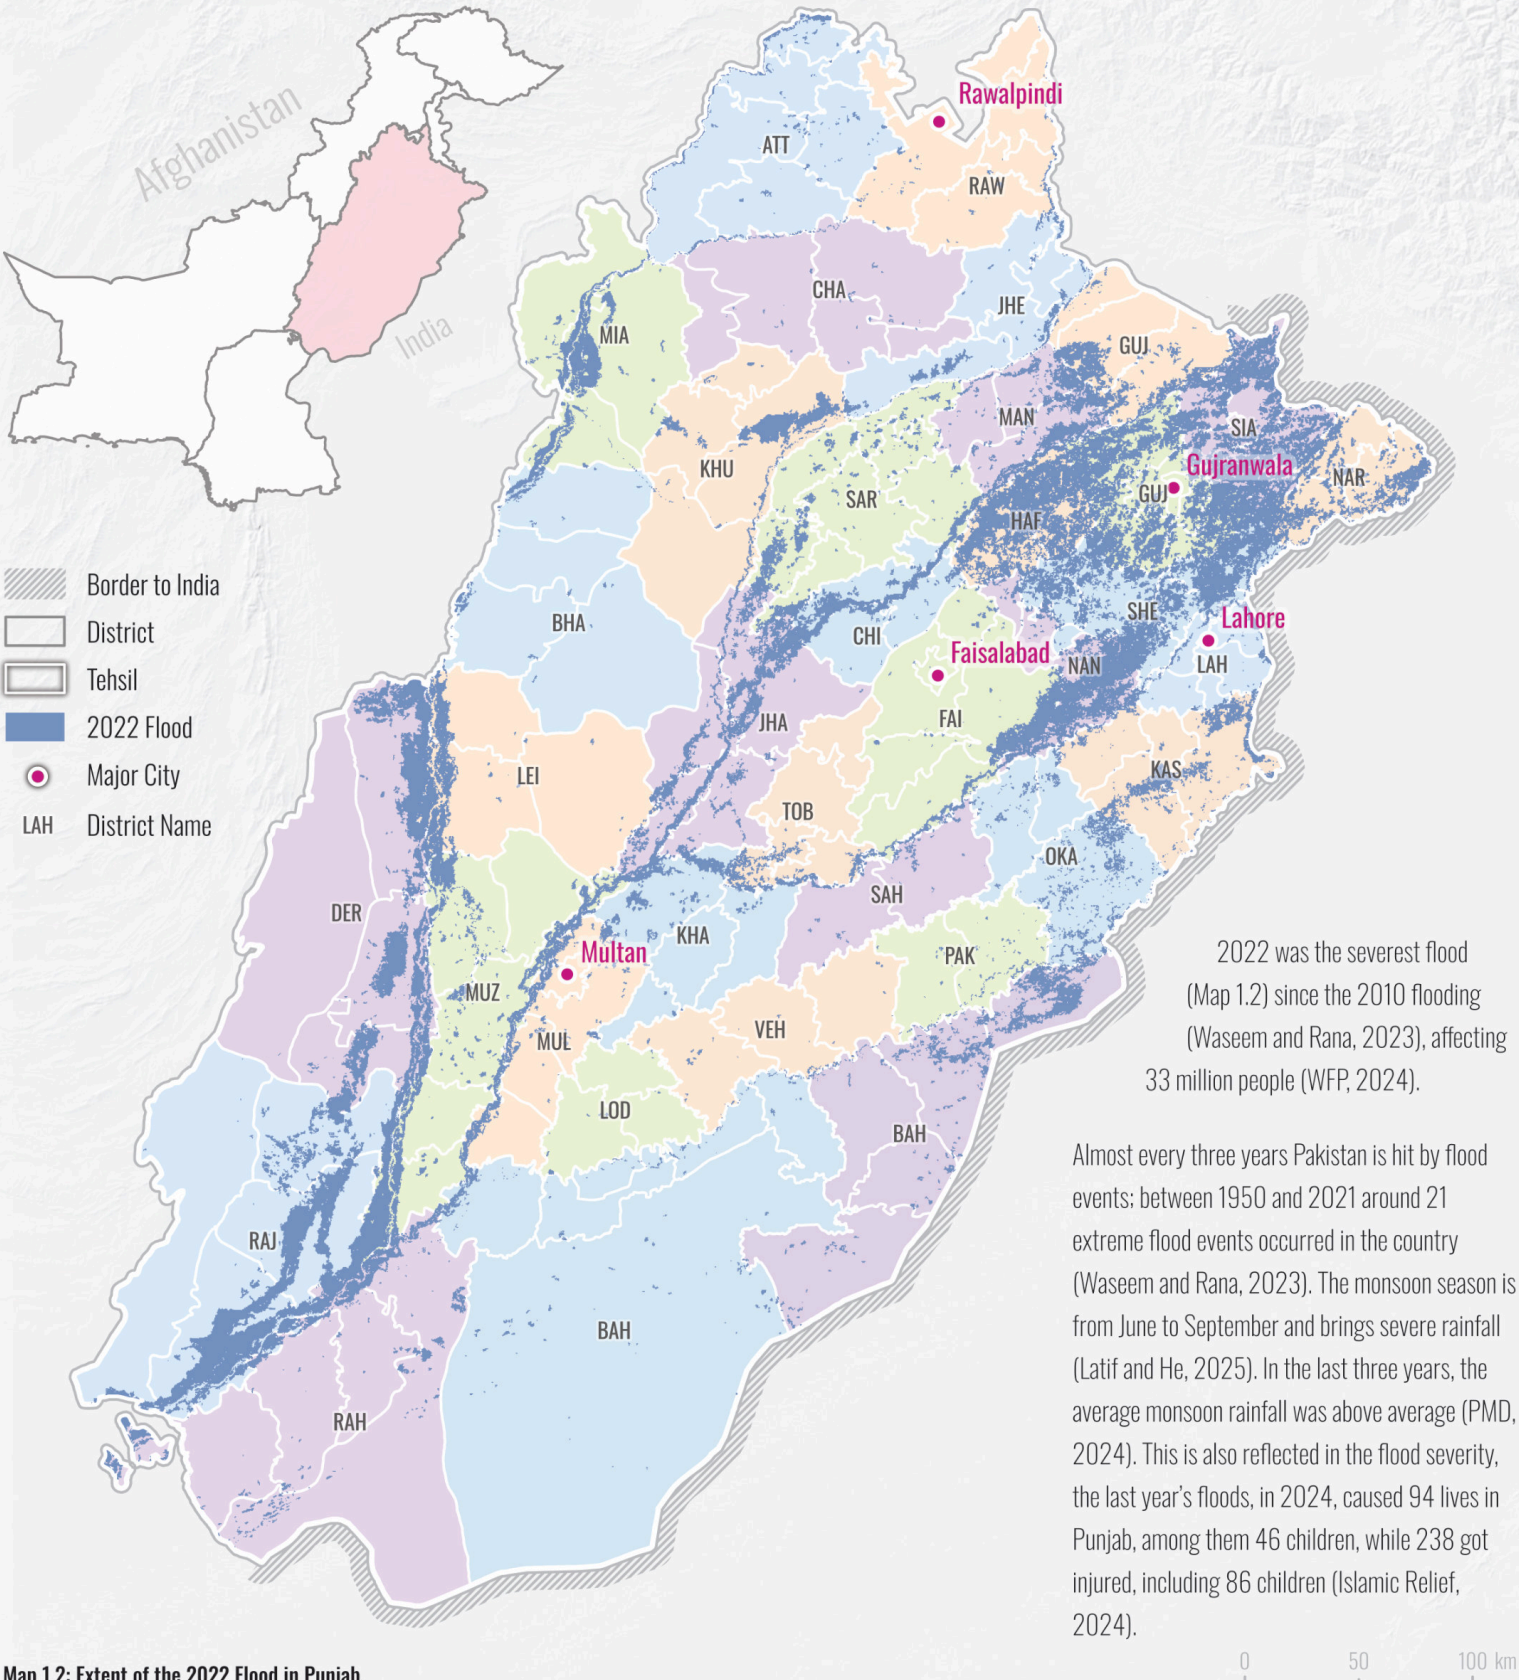 Afghanistan
India
Rawalpindi
ATT
RAW
CHA
JHE
MIA
GUJ
MAN
SIA
KHU
Gujranwala
NAR
SAR
GUJ
HAF
Border to India
District
Tehsil
2022 Flood
Major City
LAH District Name
BHA
SHE
CHI
Lahore
Faisalabad
NAN
LAH
JHA
FAI
LEI
KAS
TOB
OKA
SAH
DER
KHA
Multan
PAK
MUZ
VEH
MUL
LOD
BAH
RAJ
BAH
RAH
2022 was the severest flood
(Map 1.2) since the 2010 flooding
(Waseem and Rana, 2023), affecting
33 million people (WFP, 2024).
Almost every three years Pakistan is hit by flood
events; between 1950 and 2021 around 21
extreme flood events occurred in the country
(Waseem and Rana, 2023). The monsoon season is
from June to September and brings severe rainfall
(Latif and He, 2025). In the last three years, the
average monsoon rainfall was above average (PMD,
2024). This is also reflected in the flood severity,
the last year's floods, in 2024, caused 94 lives in
Punjab, among them 46 children, while 238 got
injured, including 86 children (Islamic Relief,
2024).
0 50 100 km
Map 1.2: Extent of the 2022 Flood in Punjab